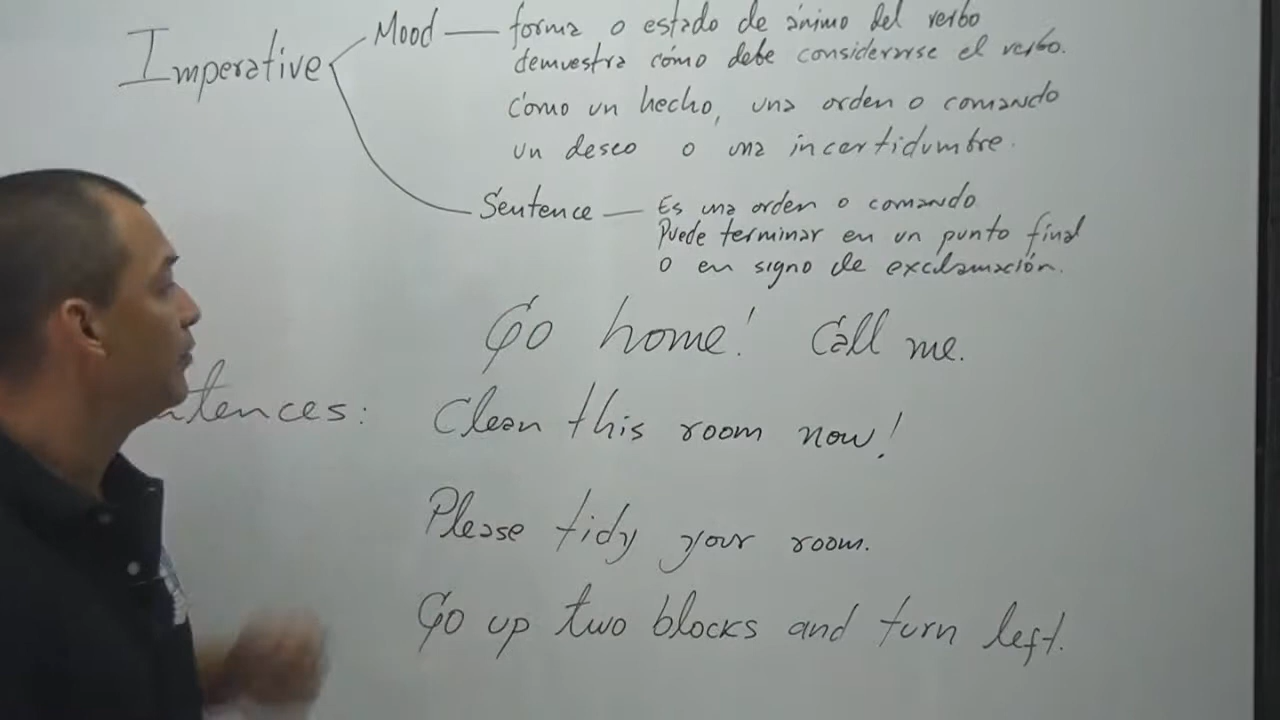 Imperative
Mood — forma o estado de ánimo del verbo
demuestra cómo debe considerarse el verbo.
Como un hecho, una orden o comando
un deseo o una incertidumbre.
Sentence — Es una orden o comando
Puede terminar en un punto final
o en signo de exclamación.
Go home! Call me.
tences: Clean this room now!
Please tidy your room.
Go up two blocks and turn left.